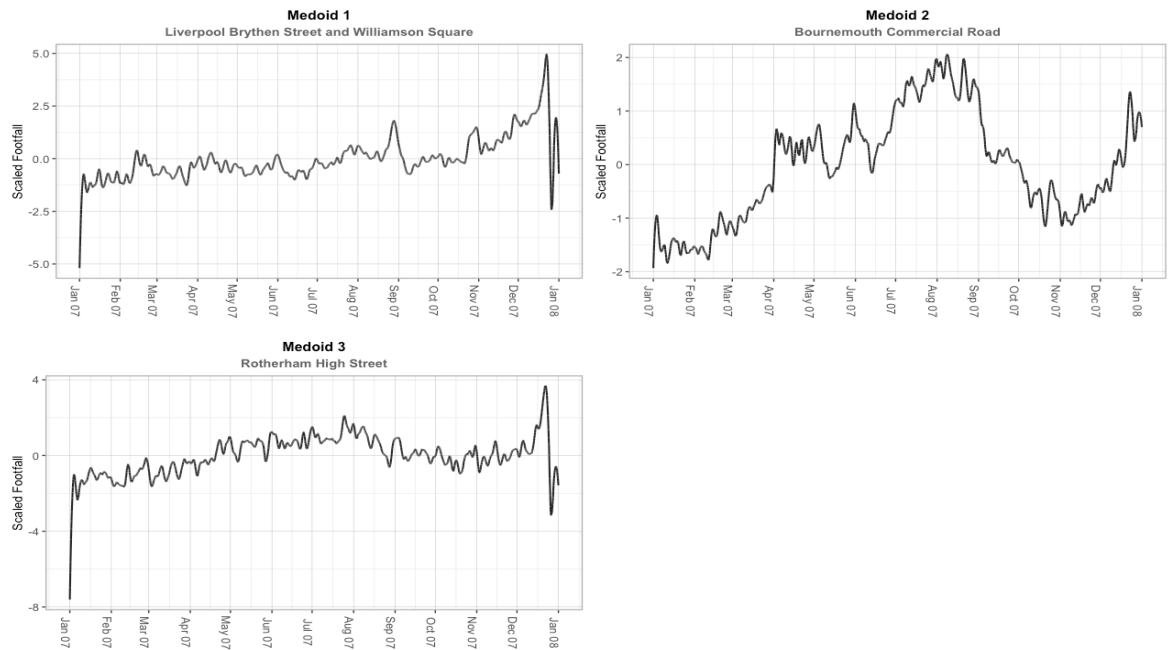 Medoid 1
Liverpool Brythen Street and Williamson Square
5.0
2.5
0.0
-2.5
-5.0
Scaled Footfall
Jan 07
Feb 07
Mar 07
Apr 07
May 07
Jun 07
Jul 07
Aug 07
Sep 07
Oct 07
Nov 07
Dec 07
Jan 08
Medoid 2
Bournemouth Commercial Road
2
1
0
-1
-2
Scaled Footfall
Jan 07
Feb 07
Mar 07
Apr 07
May 07
Jun 07
Jul 07
Aug 07
Sep 07
Oct 07
Nov 07
Dec 07
Jan 08
Medoid 3
Rotherham High Street
4
0
-4
-8
Scaled Footfall
Jan 07
Feb 07
Mar 07
Apr 07
May 07
Jun 07
Jul 07
Aug 07
Sep 07
Oct 07
Nov 07
Dec 07
Jan 08